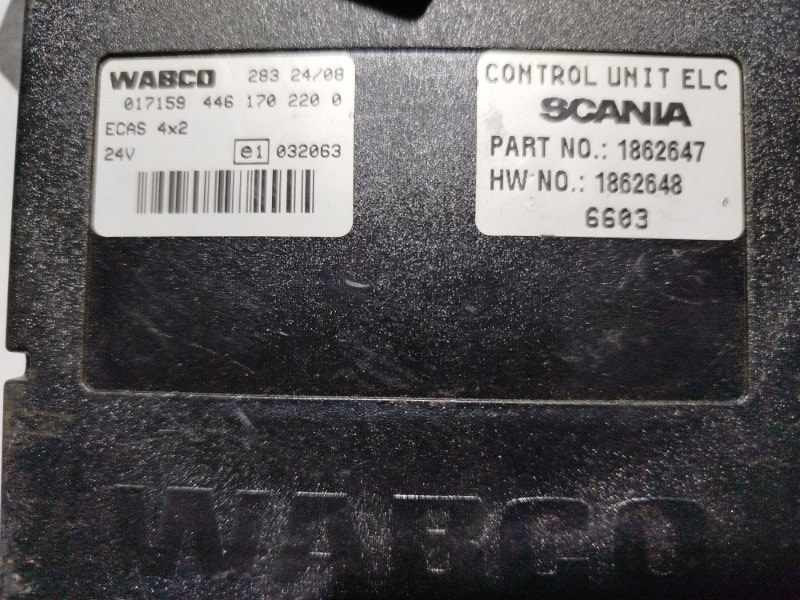 WABCO 283 24/08
017159 446 170 220 0
ECAS 4x2
24V e1 032063
CONTROL UNIT ELC
SCANIA
PART NO.: 1862647
HW NO.: 1862648
6603
WABCO